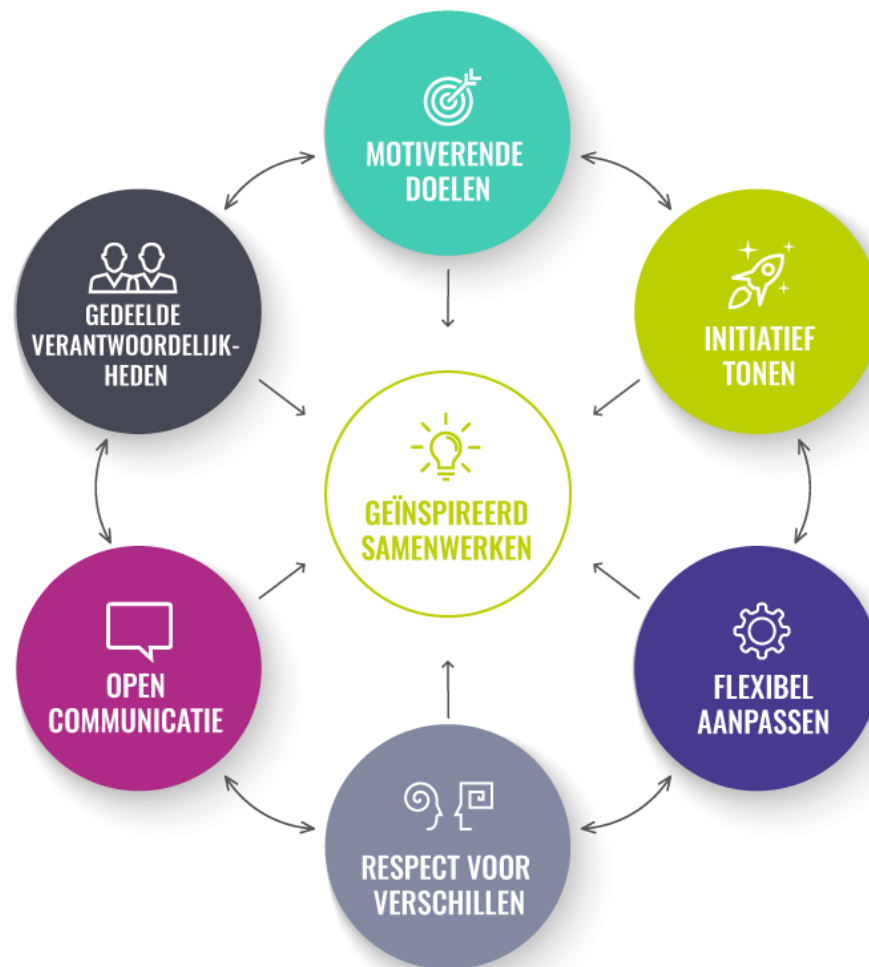 MOTIVERENDE
DOELEN
INITIATIEF
TONEN
FLEXIBEL
AANPASSEN
RESPECT VOOR
VERSCHILLEN
OPEN
COMMUNICATIE
GEDEELDE
VERANTWOORDELIJK-
HEDEN
GEÏNSPIREERD
SAMENWERKEN